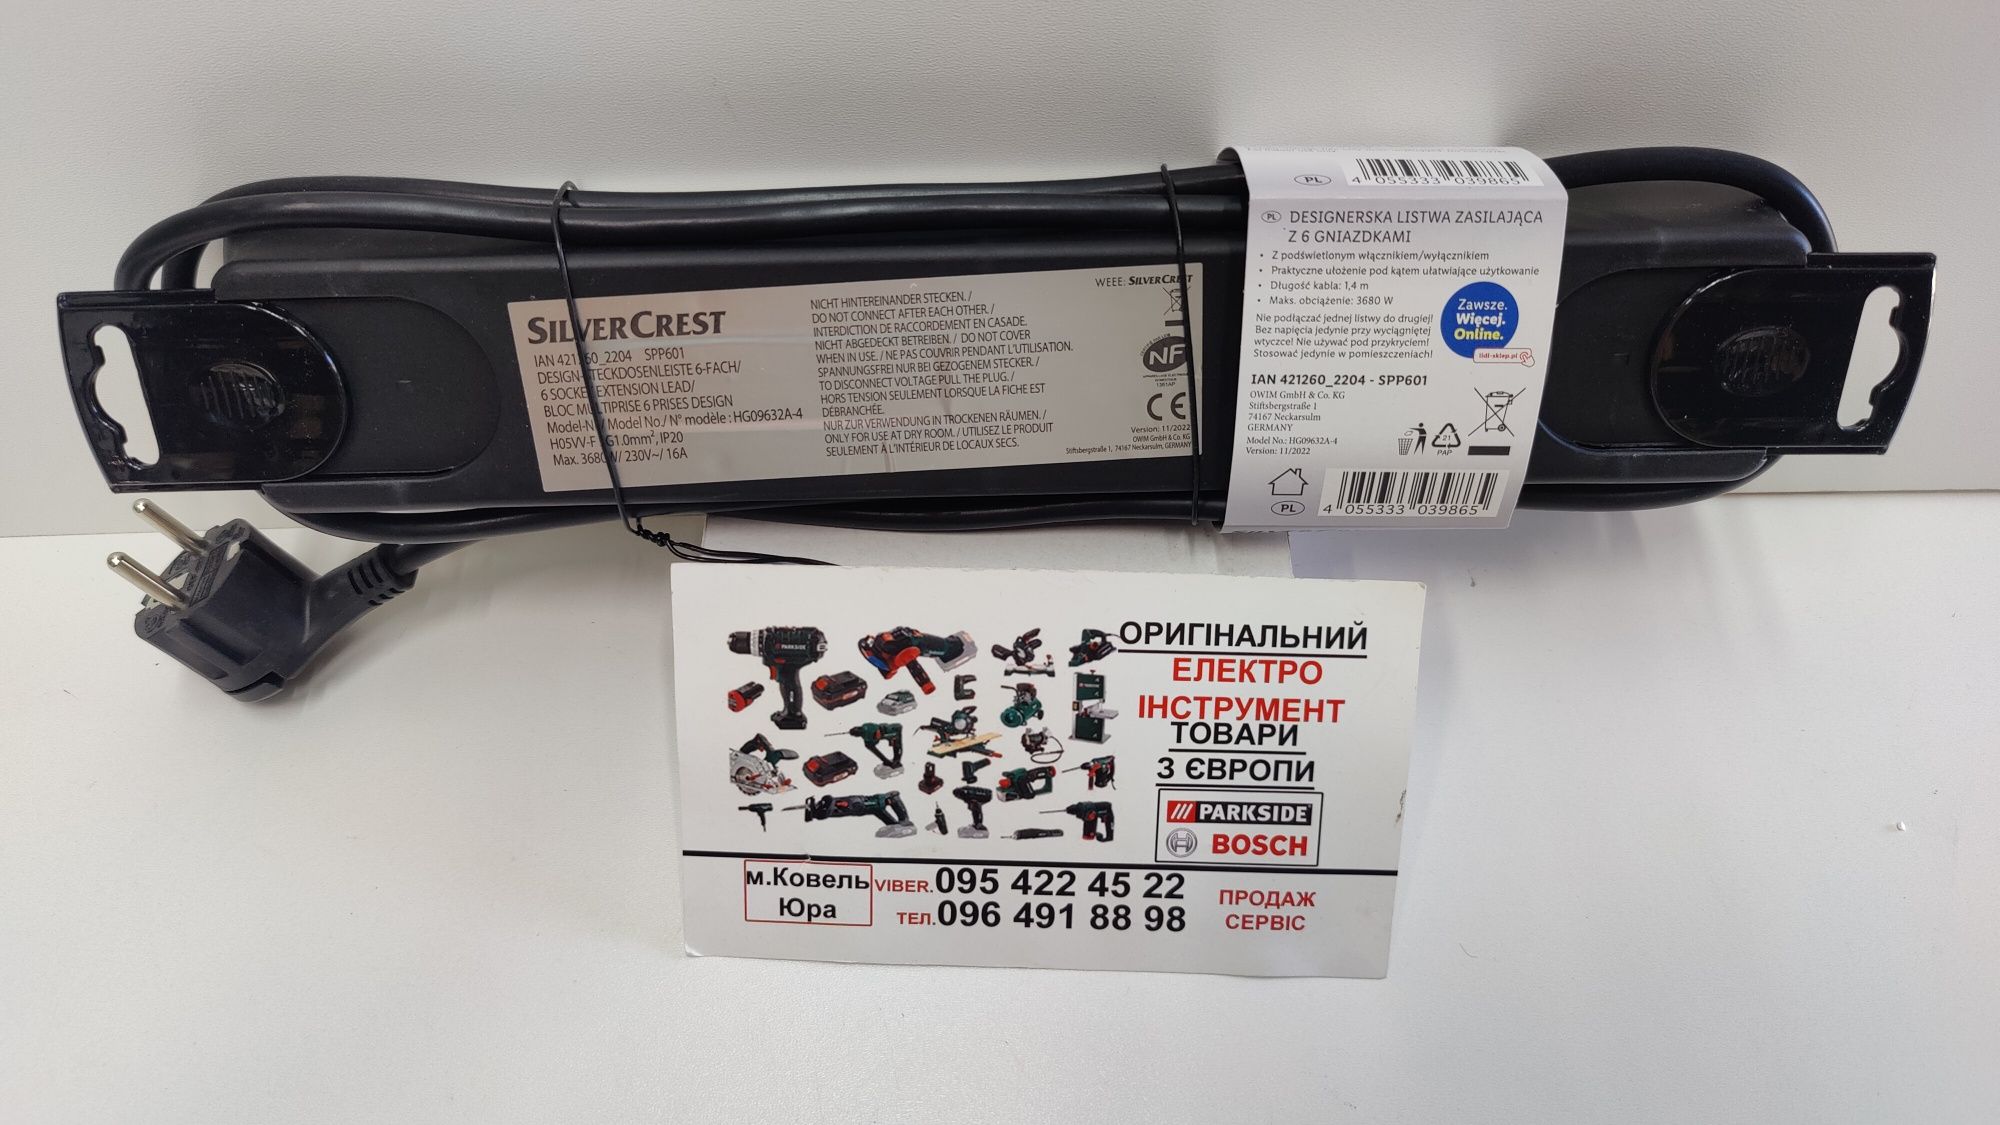 SILVERCREST
IAN 421260_2204 SPP601
DESIGN-STECKDOSENLEISTE 6-FACH/
6 SOCKET EXTENSION LEAD/
BLOC MULTIPRISE 6 PRISES DESIGN
Model No./ N° modèle : HG09632A-4
H05VV-F 3G1.0mm², IP20
Max. 3680W/ 230V~/ 16A
NICHT HINTEREINANDER STECKEN. /
DO NOT CONNECT AFTER EACH OTHER. /
INTERDICTION DE RACCORDEMENT EN CASCADE.
NICHT ABGEDECKT BETREIBEN. / DO NOT COVER
WHEN IN USE. / NE PAS COUVRIR PENDANT L'UTILISATION.
SPANNUNGSFREI NUR BEI GEZOGENEM STECKER. /
TO DISCONNECT VOLTAGE PULL THE PLUG. /
HORS TENSION SEULEMENT LORSQUE LA FICHE EST
DÉBRANCHÉE.
NUR ZUR VERWENDUNG IN TROCKENEN RÄUMEN. /
ONLY FOR USE AT DRY ROOM. / UTILISEZ LE PRODUIT
SEULEMENT À L'INTÉRIEUR DE LOCAUX SECS.
WEEE: SILVERCREST
NF
1361AP
CE
Version: 11/2022
OWIM GmbH & Co. KG
Stiftsbergstraße 1, 74167 Neckarsulm, GERMANY
PL
4 055333 039865
PL DESIGNERSKA LISTWA ZASILAJĄCA
Z 6 GNIAZDKAMI
• Z podświetlonym włącznikiem/wyłącznikiem
• Praktyczne ułożenie pod kątem ułatwiające użytkowanie
• Długość kabla: 1,4 m
• Maks. obciążenie: 3680 W
Nie podłączać jednej listwy do drugiej!
Bez napięcia jedynie przy wyciągniętej
wtyczce! Nie używać pod przykryciem!
Stosować jedynie w pomieszczeniach!
Zawsze.
Więcej.
Online.
lidl-sklep.pl
IAN 421260_2204 - SPP601
OWIM GmbH & Co. KG
Stiftsbergstraße 1
74167 Neckarsulm
GERMANY
Model No.: HG09632A-4
Version: 11/2022
21
PAP
PL
4 055333 039865
PARKSIDE
ОРИГІНАЛЬНИЙ
ЕЛЕКТРО
ІНСТРУМЕНТ
ТОВАРИ
З ЄВРОПИ
PARKSIDE
BOSCH
м.Ковель
Юра
VIBER.095 422 45 22
ТЕЛ.096 491 88 98
ПРОДАЖ
СЕРВІС